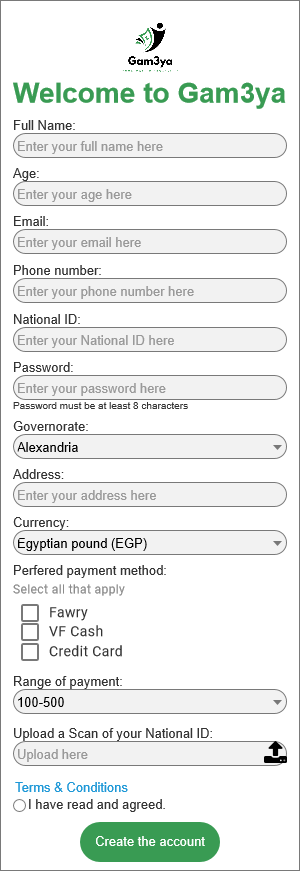 Gam3ya
Welcome to Gam3ya
Full Name:
Enter your full name here
Age:
Enter your age here
Email:
Enter your email here
Phone number:
Enter your phone number here
National ID:
Enter your National ID here
Password:
Enter your password here
Password must be at least 8 characters
Governorate:
Alexandria
Address:
Enter your address here
Currency:
Egyptian pound (EGP)
Perfered payment method:
Select all that apply
Fawry
VF Cash
Credit Card
Range of payment:
100-500
Upload a Scan of your National ID:
Upload here
Terms & Conditions
I have read and agreed.
Create the account